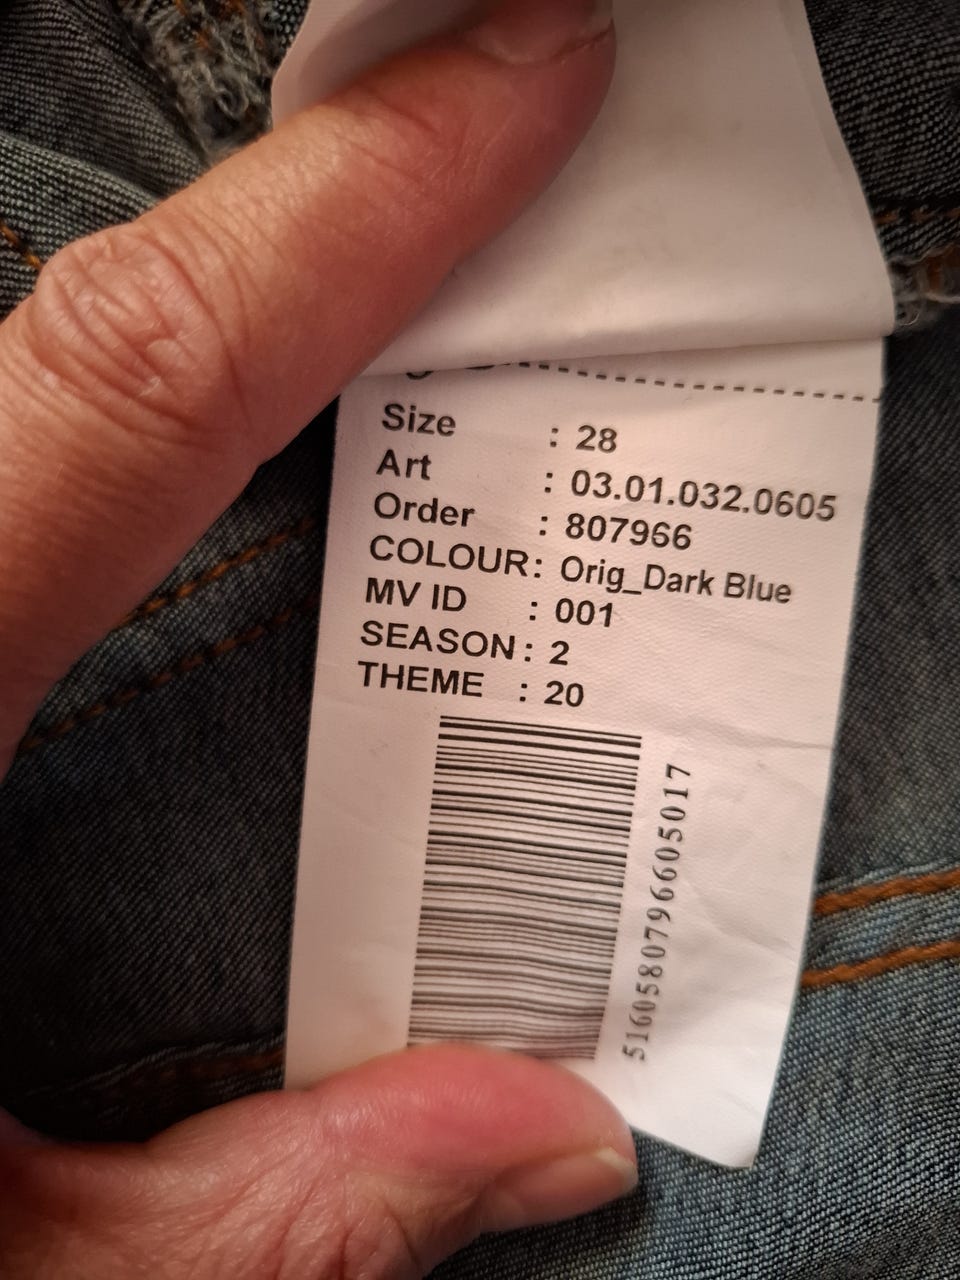 Size : 28
Art : 03.01.032.0605
Order : 807966
COLOUR: Orig_Dark Blue
MV ID : 001
SEASON : 2
THEME : 20
5160580796605017